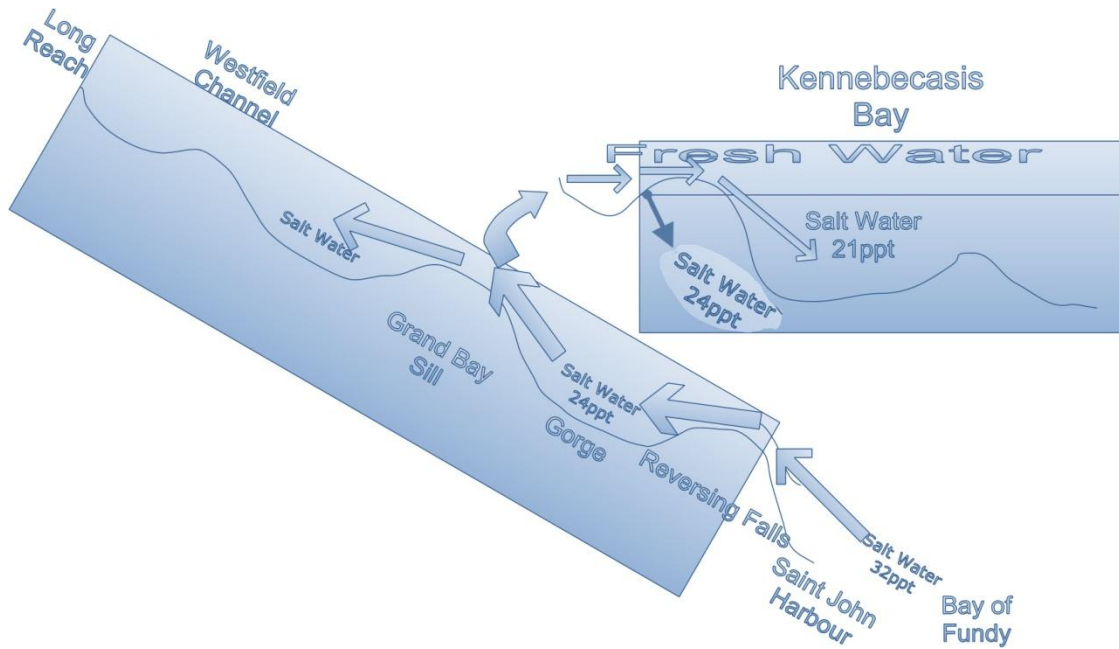 Long
Reach
Westfield
Channel
Kennebecasis
Bay
Fresh Water
Salt Water
Salt Water
21ppt
Salt Water
24ppt
Grand Bay
Sill
Salt Water
24ppt
Gorge
Reversing Falls
Salt Water
32ppt
Saint John
Harbour
Bay of
Fundy